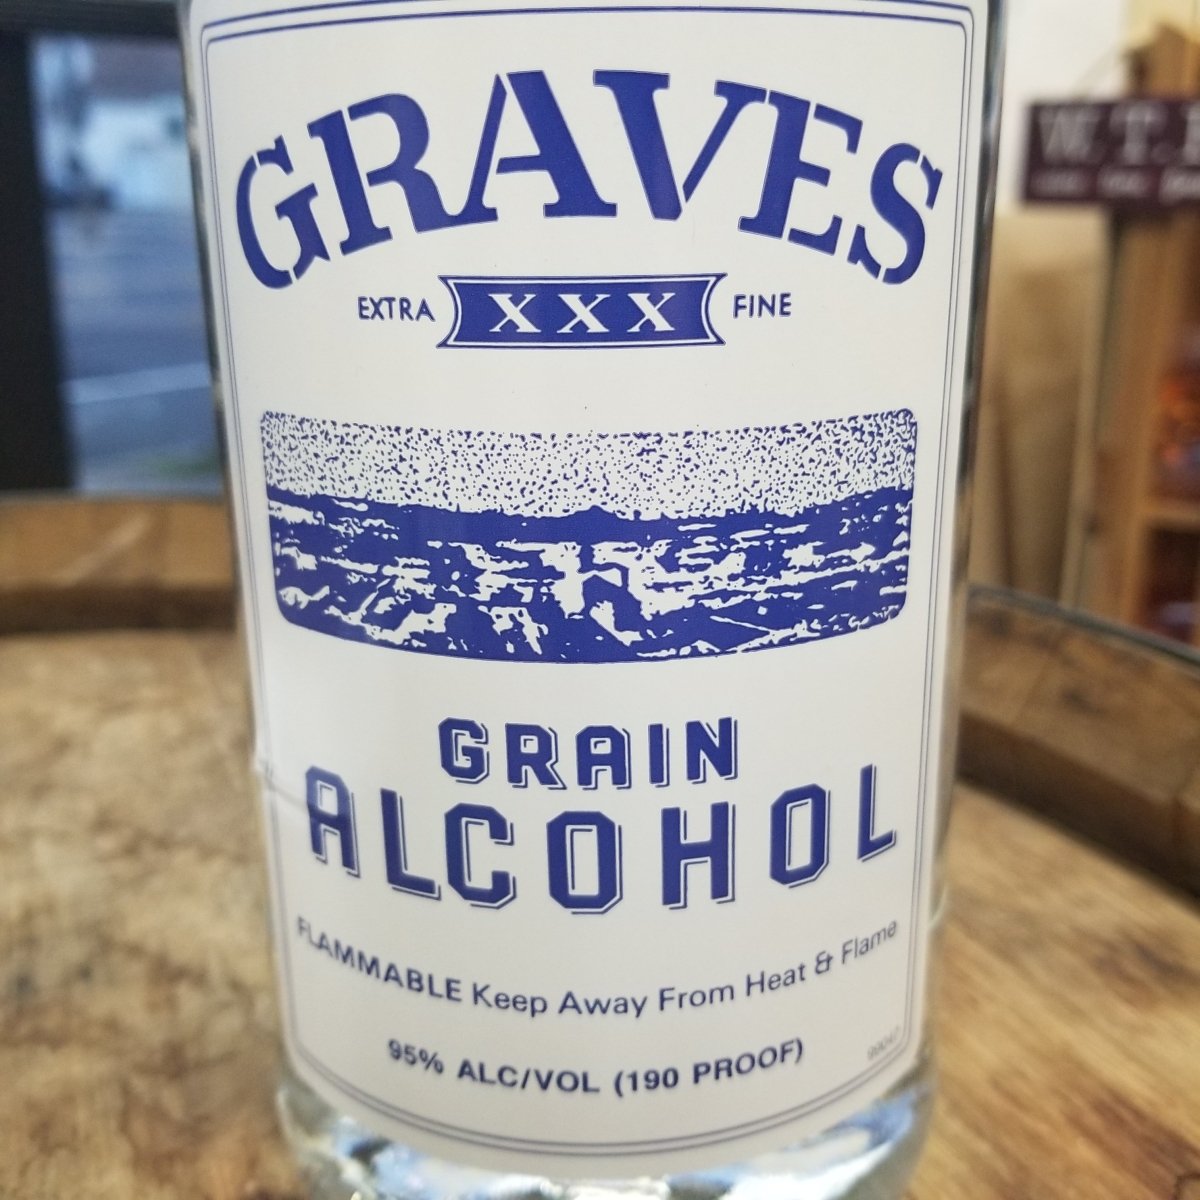 GRAVES
EXTRA XXX FINE
GRAIN
ALCOHOL
FLAMMABLE Keep Away From Heat & Flame
95% ALC/VOL (190 PROOF)
W.T.